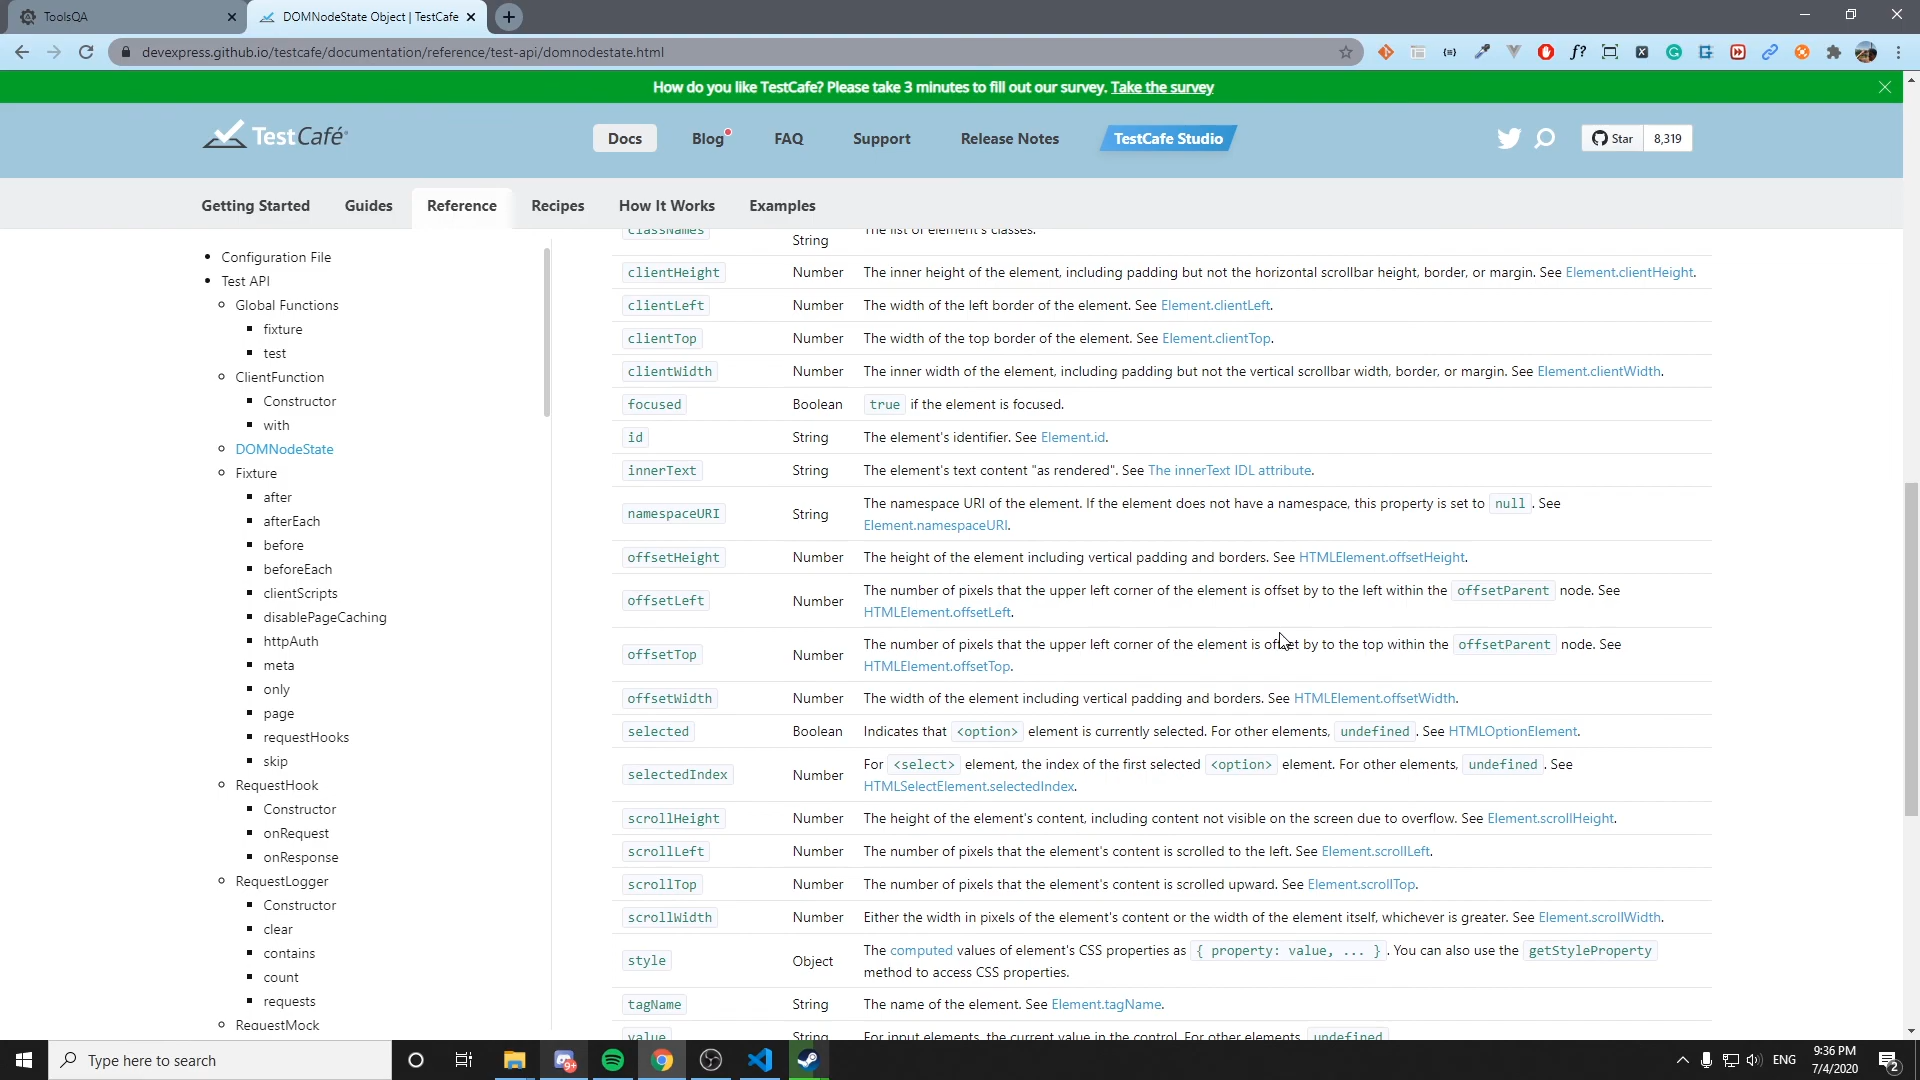 ToolsQA
DOMNodeState Object | TestCafe
devexpress.github.io/testcafe/documentation/reference/test-api/domnodestate.html
How do you like TestCafe? Please take 3 minutes to fill out our survey. Take the survey
TestCafé
Docs
Blog
FAQ
Support
Release Notes
TestCafe Studio
Star
8,319
Getting Started
Guides
Reference
Recipes
How It Works
Examples
Configuration File
Test API
Global Functions
fixture
test
ClientFunction
Constructor
with
DOMNodeState
Fixture
after
afterEach
before
beforeEach
clientScripts
disablePageCaching
httpAuth
meta
only
page
requestHooks
skip
RequestHook
Constructor
onRequest
onResponse
RequestLogger
Constructor
clear
contains
count
requests
RequestMock
classNames String The list of element's classes.
clientHeight Number The inner height of the element, including padding but not the horizontal scrollbar height, border, or margin. See Element.clientHeight.
clientLeft Number The width of the left border of the element. See Element.clientLeft.
clientTop Number The width of the top border of the element. See Element.clientTop.
clientWidth Number The inner width of the element, including padding but not the vertical scrollbar width, border, or margin. See Element.clientWidth.
focused Boolean true if the element is focused.
id String The element's identifier. See Element.id.
innerText String The element's text content "as rendered". See The innerText IDL attribute.
namespaceURI String The namespace URI of the element. If the element does not have a namespace, this property is set to null . See
Element.namespaceURI.
offsetHeight Number The height of the element including vertical padding and borders. See HTMLElement.offsetHeight.
offsetLeft Number The number of pixels that the upper left corner of the element is offset by to the left within the offsetParent node. See
HTMLElement.offsetLeft.
offsetTop Number The number of pixels that the upper left corner of the element is offset by to the top within the offsetParent node. See
HTMLElement.offsetTop.
offsetWidth Number The width of the element including vertical padding and borders. See HTMLElement.offsetWidth.
selected Boolean Indicates that <option> element is currently selected. For other elements, undefined . See HTMLOptionElement.
selectedIndex Number For <select> element, the index of the first selected <option> element. For other elements, undefined . See
HTMLSelectElement.selectedIndex.
scrollHeight Number The height of the element's content, including content not visible on the screen due to overflow. See Element.scrollHeight.
scrollLeft Number The number of pixels that the element's content is scrolled to the left. See Element.scrollLeft.
scrollTop Number The number of pixels that the element's content is scrolled upward. See Element.scrollTop.
scrollWidth Number Either the width in pixels of the element's content or the width of the element itself, whichever is greater. See Element.scrollWidth.
style Object The computed values of element's CSS properties as { property: value, ... } . You can also use the getStyleProperty
method to access CSS properties.
tagName String The name of the element. See Element.tagName.
value String For input elements, the current value in the control. For other elements, undefined
Type here to search
ENG
9:36 PM
7/4/2020
2